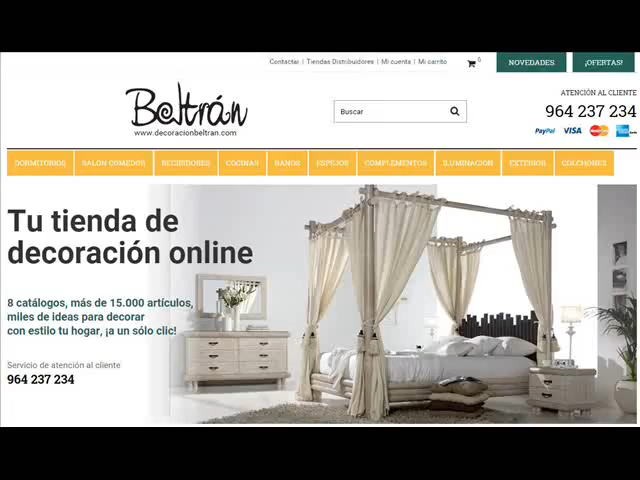 Contactar | Tiendas Distribuidores | Mi cuenta | Mi carrito
0
NOVEDADES
¡OFERTAS!
Beltrán
www.decoracionbeltran.com
Buscar
ATENCIÓN AL CLIENTE
964 237 234
PayPal VISA MasterCard
DORMITORIOS SALÓN COMEDOR RECIBIDORES COCINAS BAÑOS ESPEJOS COMPLEMENTOS ILUMINACIÓN EXTERIOR COLCHONES
Tu tienda de
decoración online
8 catálogos, más de 15.000 artículos,
miles de ideas para decorar
con estilo tu hogar, ¡a un sólo clic!
Servicio de atención al cliente
964 237 234